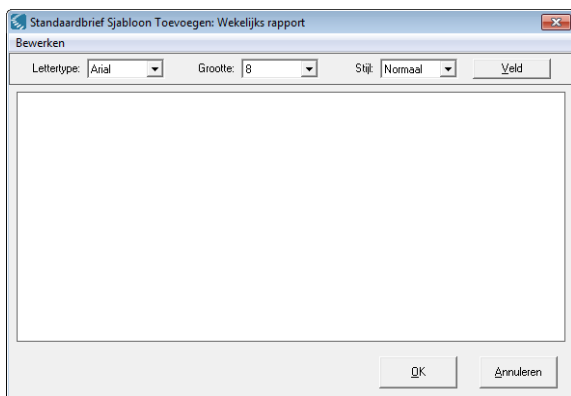 Standaardbrief Sjabloon Toevoegen: Wekelijks rapport
Bewerken
Lettertype: Arial Grootte: 8 Stijl: Normaal Veld
OK Annuleren